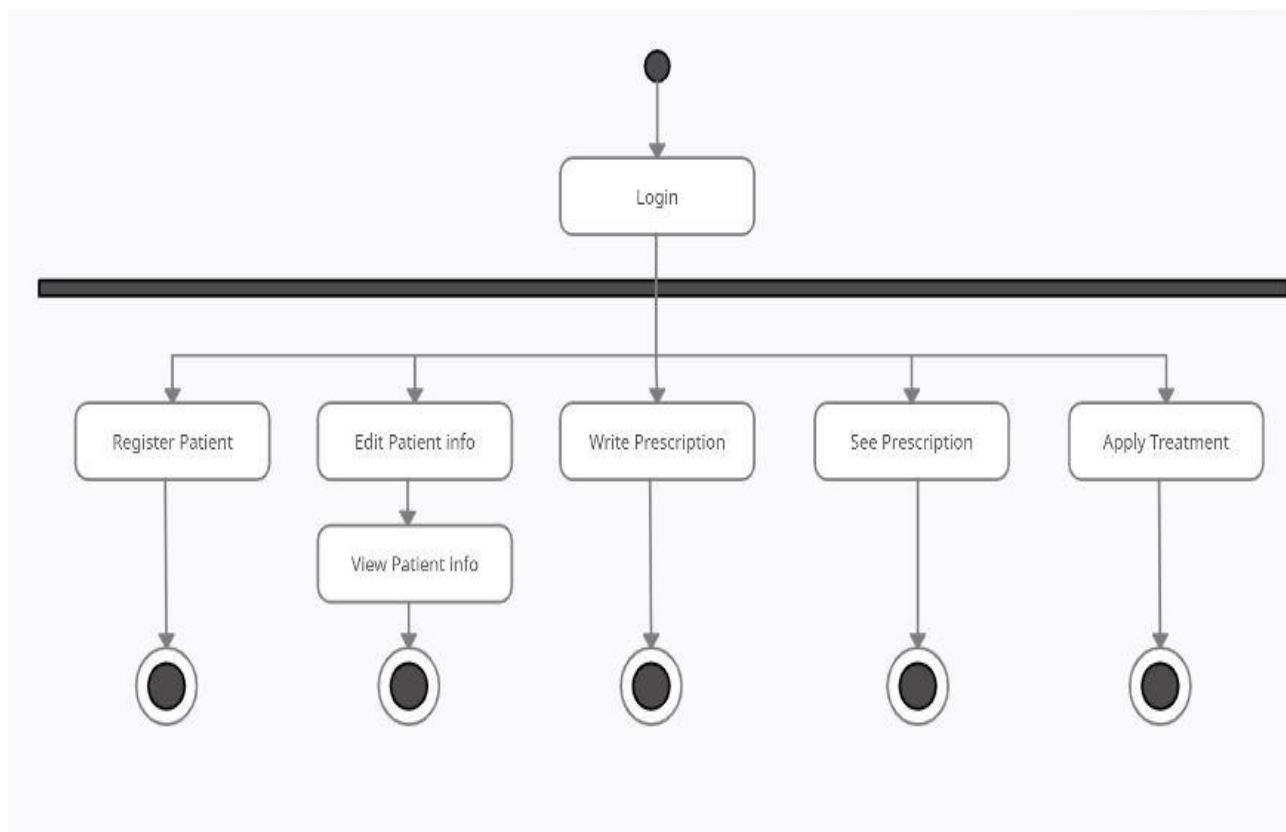 Login
Register Patient
Edit Patient info
Write Prescription
See Prescription
Apply Treatment
View Patient Info